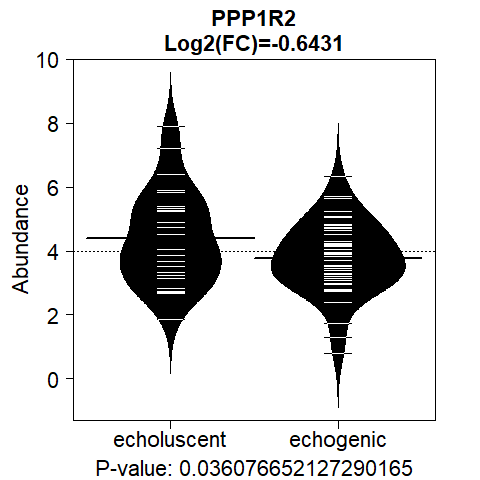 PPP1R2
Log2(FC)=-0.6431
10
8
6
4
2
0
Abundance
echoluscent echogenic
P-value: 0.036076652127290165